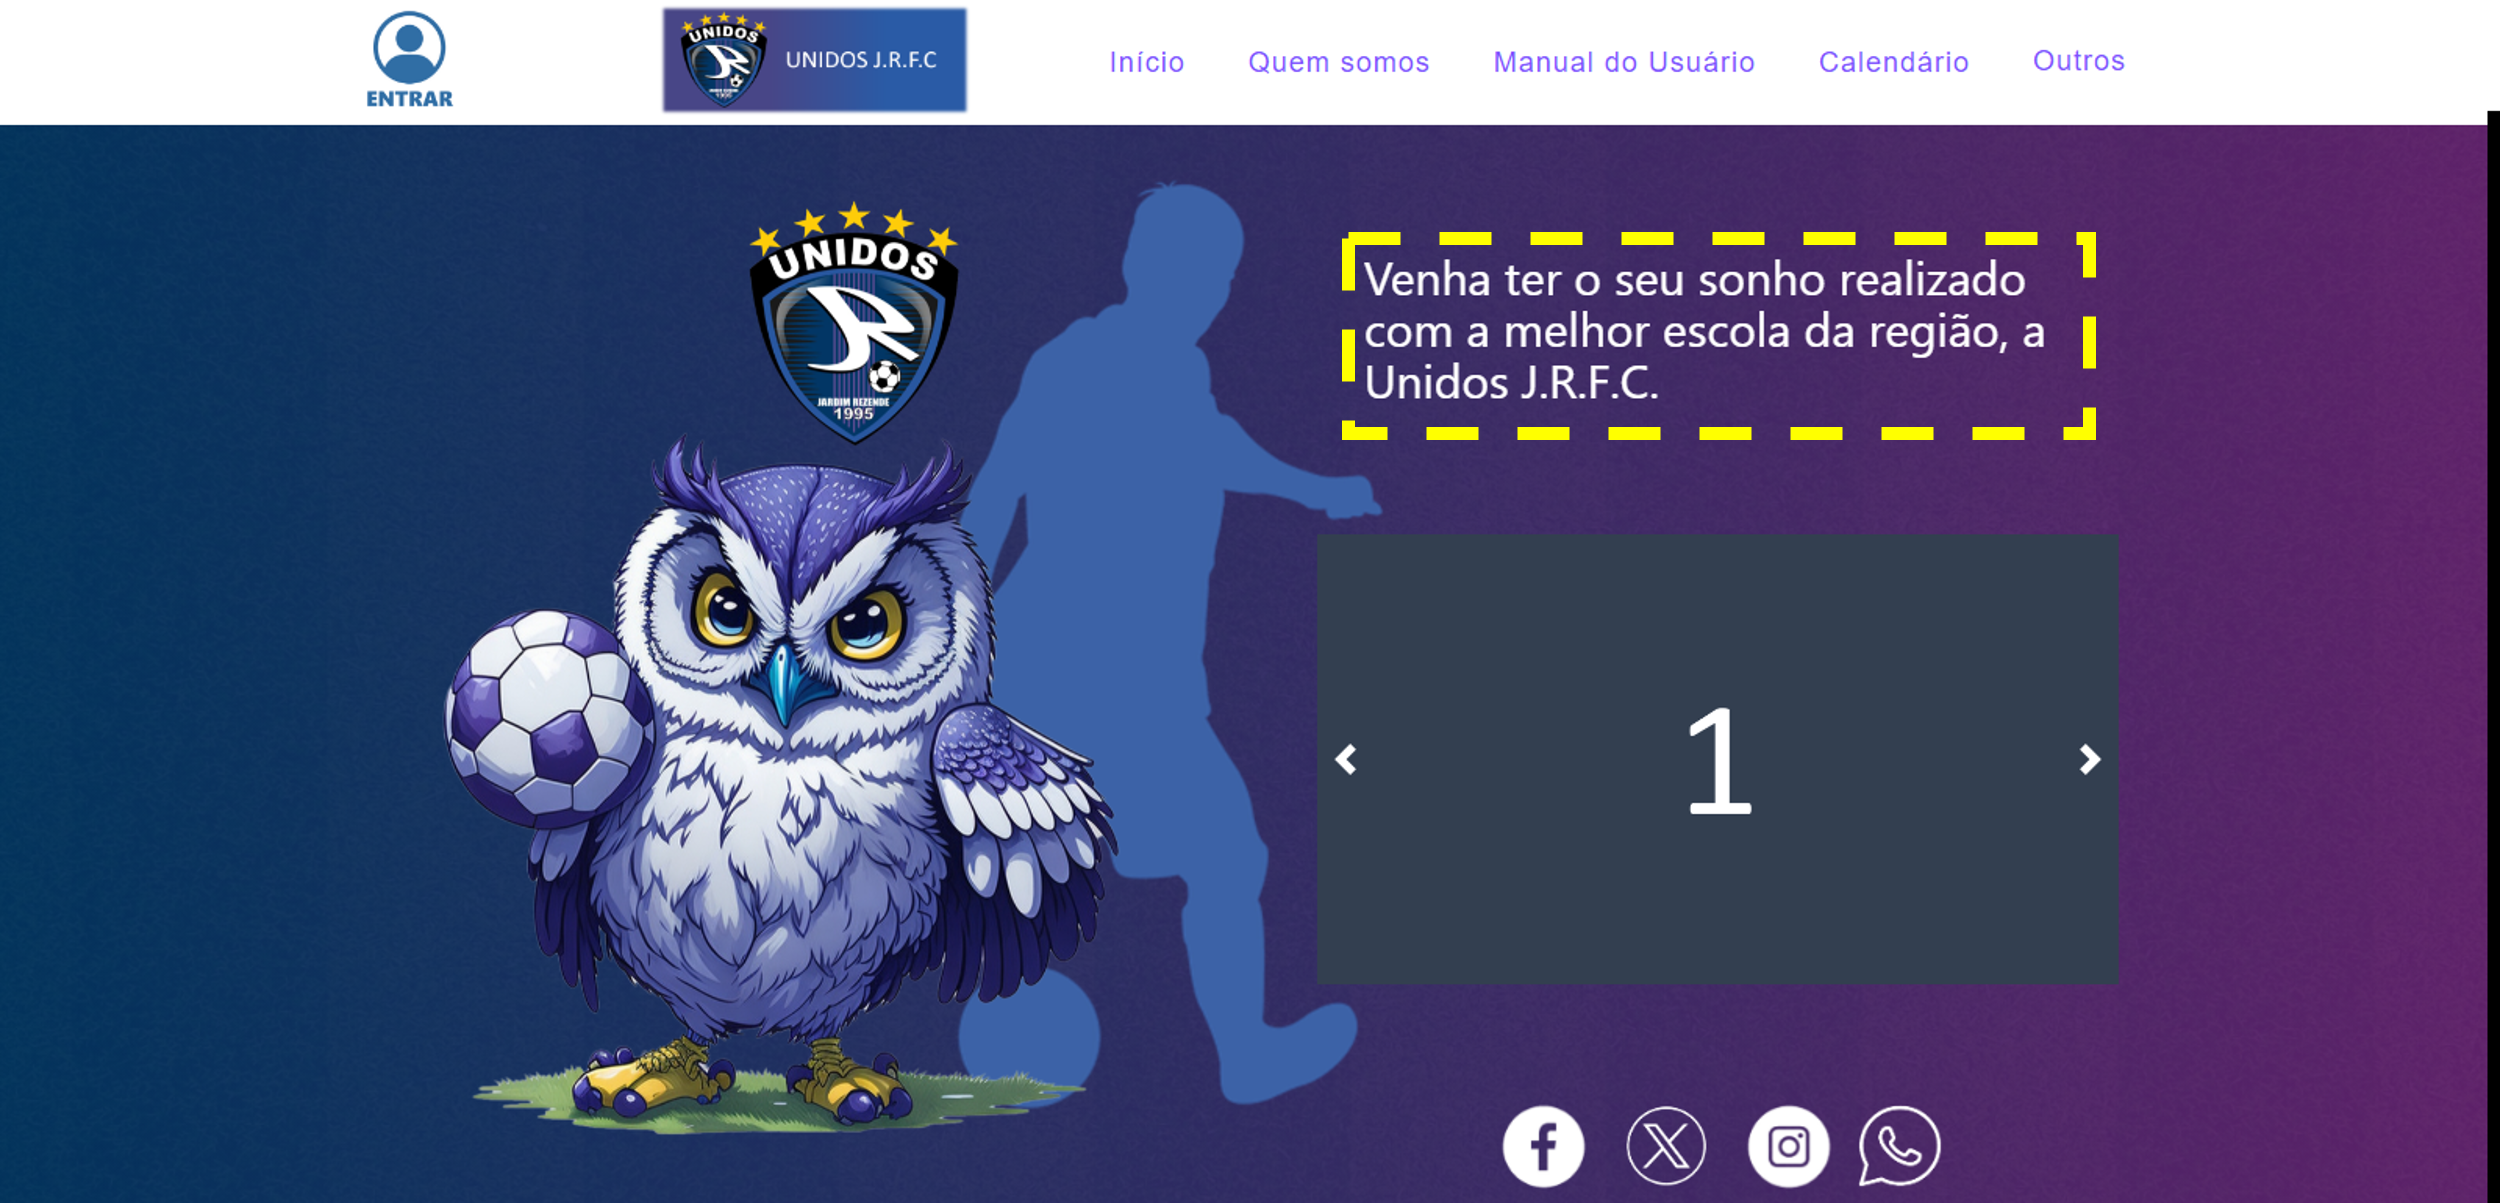 ENTRAR
UNIDOS
1995
UNIDOS J.R.F.C
Início
Quem somos
Manual do Usuário
Calendário
Outros
UNIDOS
JARDIM REZENDE
1995
Venha ter o seu sonho realizado
com a melhor escola da região, a
Unidos J.R.F.C.
1